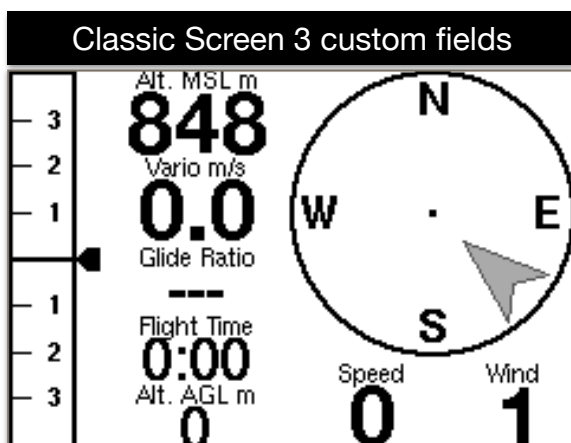 Classic Screen 3 custom fields
3
2
1
1
2
3
Alt. MSL m
848
Vario m/s
0.0
Glide Ratio
---
Flight Time
0:00
Alt. AGL m
0
N
W E
S
Speed Wind
0 1